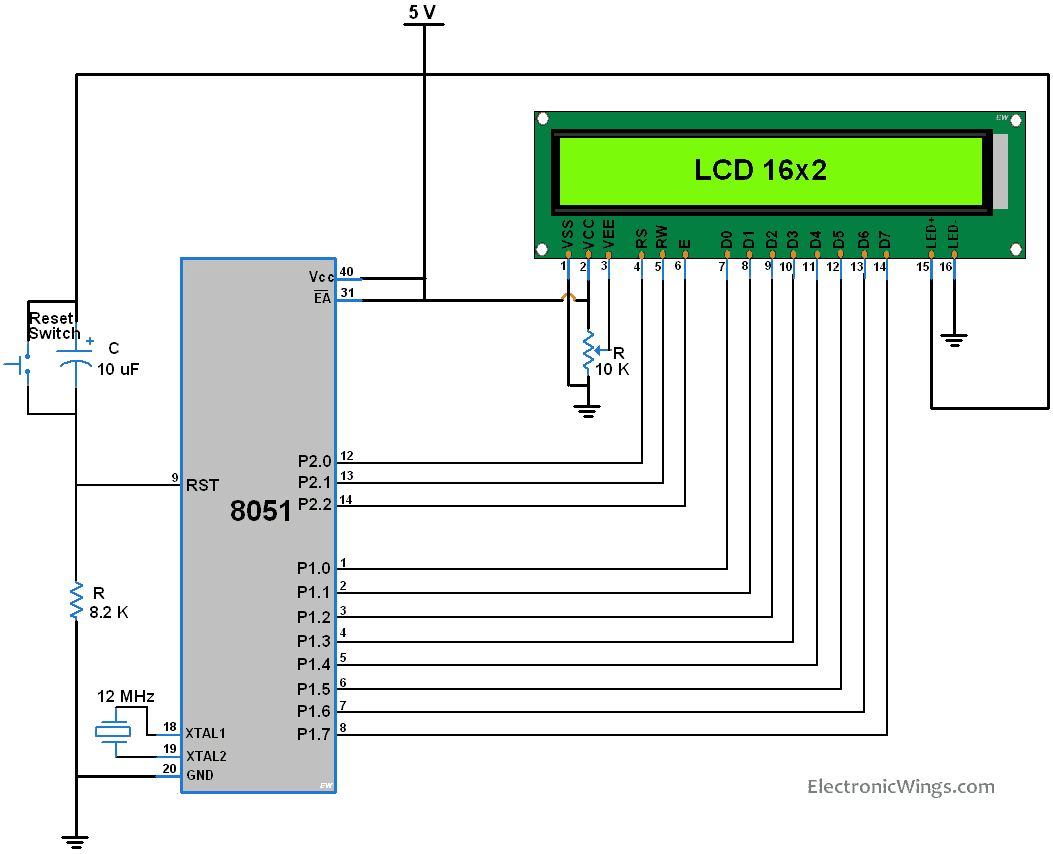 5 V
EW
LCD 16x2
VSS
VCC
VEE
RS
RW
E
D0
D1
D2
D3
D4
D5
D6
D7
LED+
LED-
1 2 3 4 5 6 7 8 9 10 11 12 13 14 15 16
Vcc 40
EA 31
Reset
Switch
+
C
10 uF
R
10 K
P2.0 12
P2.1 13
P2.2 14
9 RST
8051
P1.0 1
P1.1 2
P1.2 3
P1.3 4
P1.4 5
P1.5 6
P1.6 7
P1.7 8
R
8.2 K
12 MHz
18 XTAL1
19 XTAL2
20 GND
EW
ElectronicWings.com